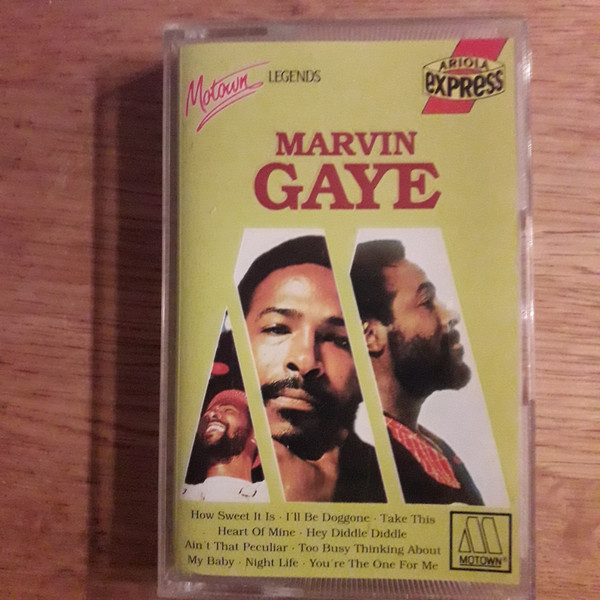 Motown LEGENDS
ARIOLA
EXPRESS
MARVIN
GAYE
How Sweet It Is · I'll Be Doggone · Take This
Heart Of Mine · Hey Diddle Diddle
Ain't That Peculiar · Too Busy Thinking About
My Baby · Night Life · You're The One For Me
MOTOWN®